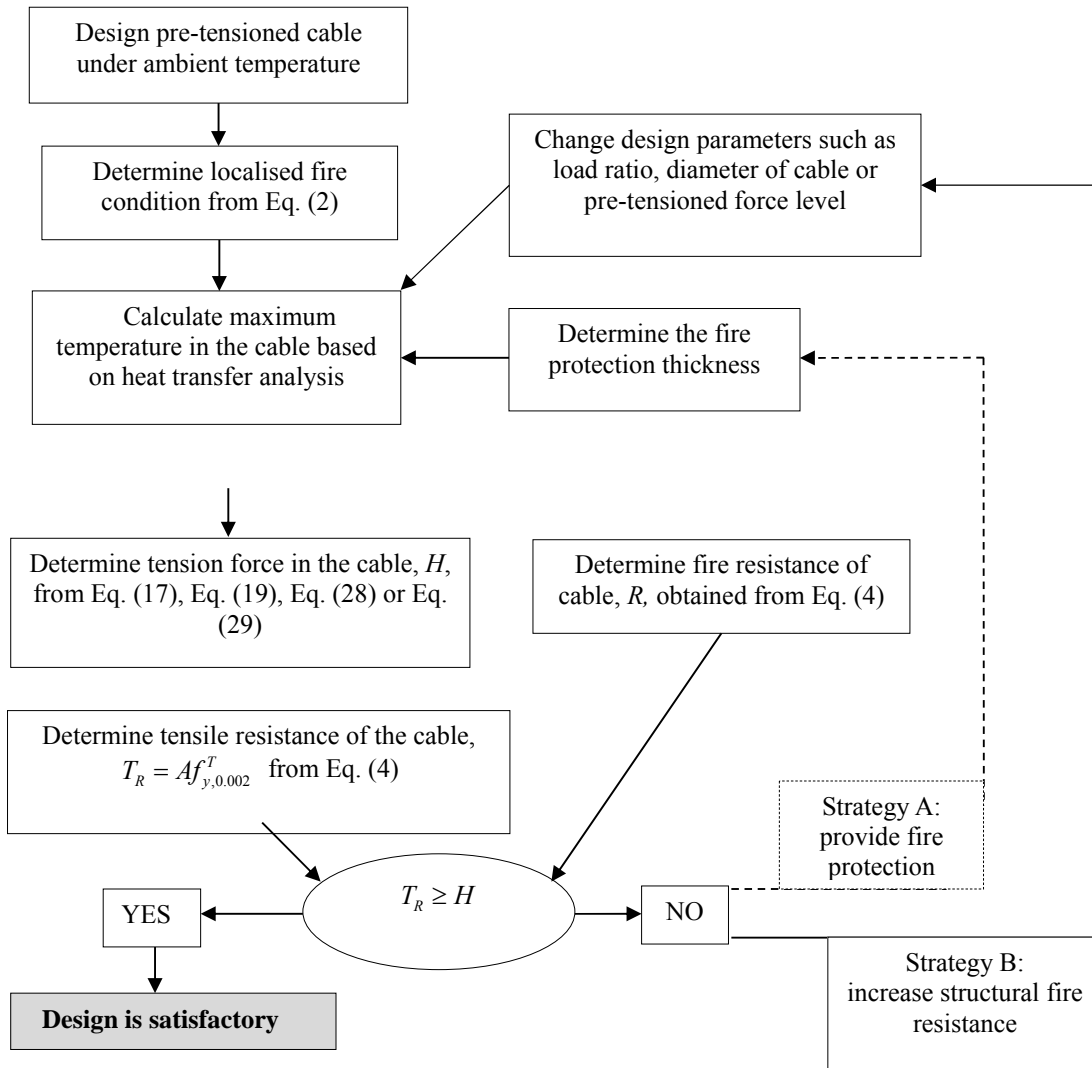 Design pre-tensioned cable
under ambient temperature
Determine localised fire
condition from Eq. (2)
Change design parameters such as
load ratio, diameter of cable or
pre-tensioned force level
Calculate maximum
temperature in the cable based
on heat transfer analysis
Determine the fire
protection thickness
Determine tension force in the cable, H,
from Eq. (17), Eq. (19), Eq. (28) or Eq.
(29)
Determine fire resistance of
cable, R, obtained from Eq. (4)
Determine tensile resistance of the cable,
$T_R = Af_{y,0.002}^T$ from Eq. (4)
Strategy A:
provide fire
protection
$T_R \geq H$
YES
NO
Strategy B:
increase structural fire
resistance
Design is satisfactory